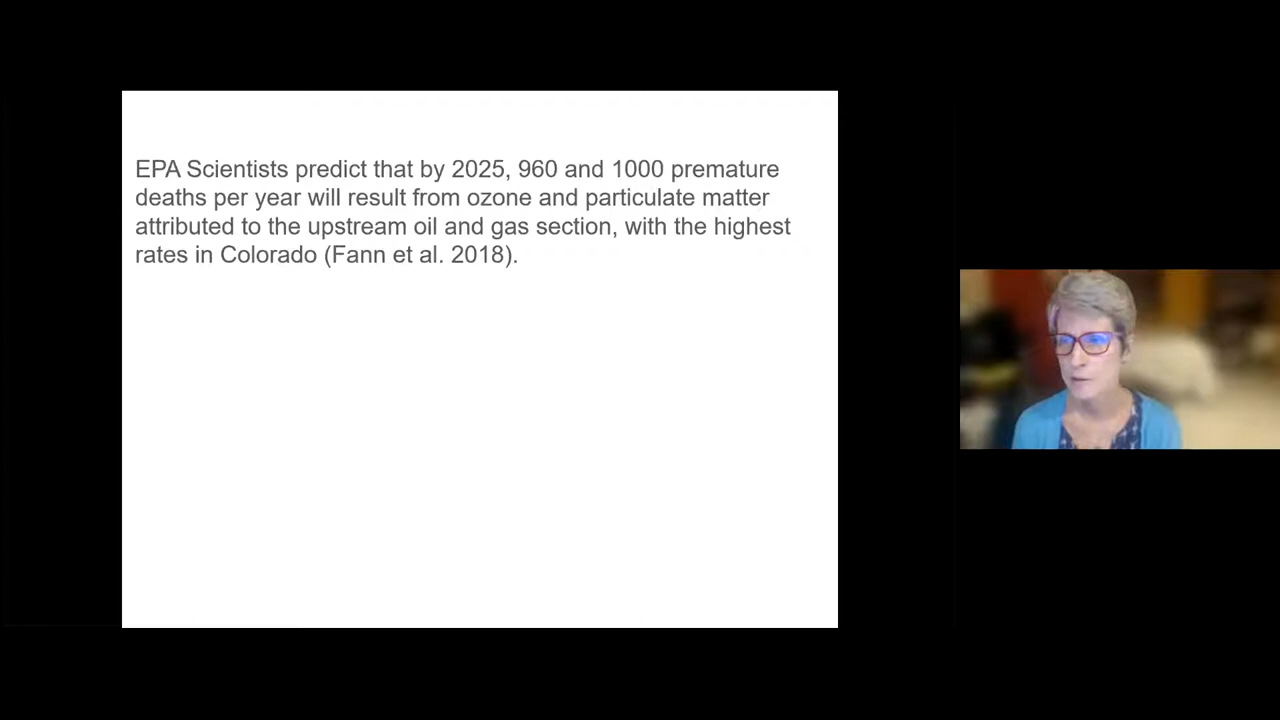 EPA Scientists predict that by 2025, 960 and 1000 premature
deaths per year will result from ozone and particulate matter
attributed to the upstream oil and gas section, with the highest
rates in Colorado (Fann et al. 2018).